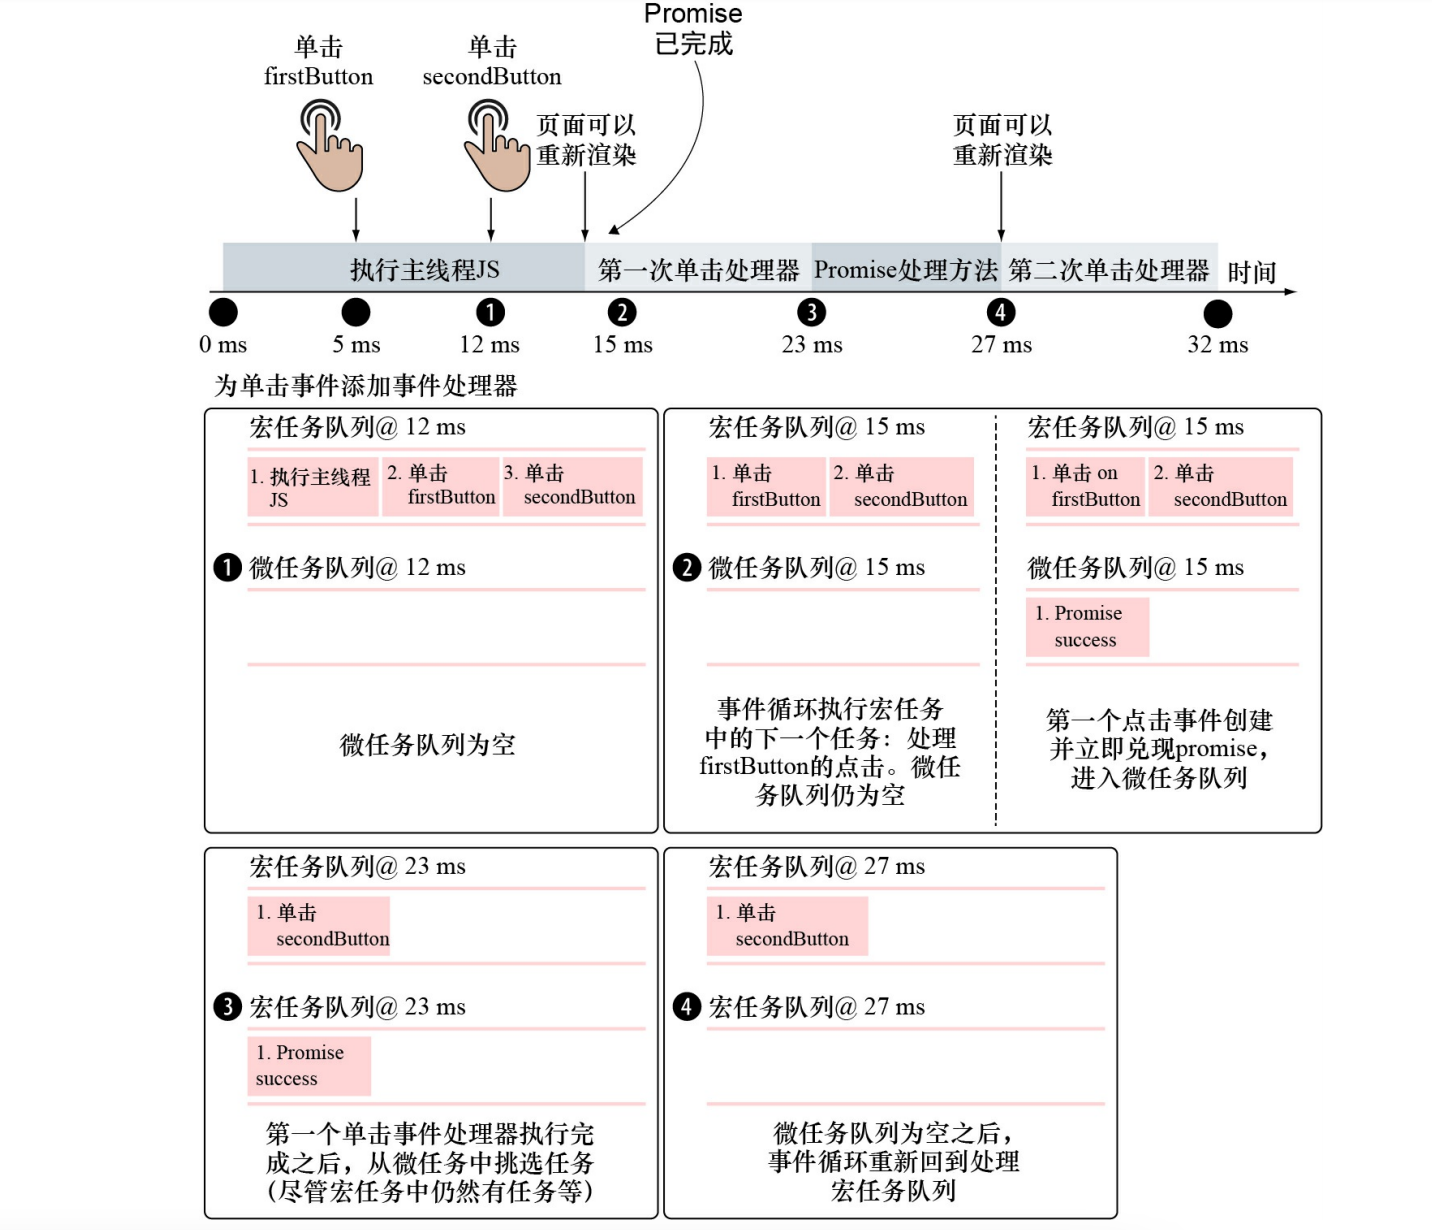 Promise
已完成
单击
firstButton
单击
secondButton
页面可以
重新渲染
页面可以
重新渲染
执行主线程JS
第一次单击处理器
Promise处理方法
第二次单击处理器
时间
1
2
3
4
0 ms
5 ms
12 ms
15 ms
23 ms
27 ms
32 ms
为单击事件添加事件处理器
宏任务队列@ 12 ms
1. 执行主线程
JS
2. 单击
firstButton
3. 单击
secondButton
1
微任务队列@ 12 ms
微任务队列为空
宏任务队列@ 15 ms
1. 单击
firstButton
2. 单击
secondButton
2
微任务队列@ 15 ms
事件循环执行宏任务
中的下一个任务：处理
firstButton的点击。微任
务队列仍为空
宏任务队列@ 15 ms
1. 单击 on
firstButton
2. 单击
secondButton
微任务队列@ 15 ms
1. Promise
success
第一个点击事件创建
并立即兑现promise，
进入微任务队列
宏任务队列@ 23 ms
1. 单击
secondButton
3
宏任务队列@ 23 ms
1. Promise
success
第一个单击事件处理器执行完
成之后，从微任务中挑选任务
(尽管宏任务中仍然有任务等)
宏任务队列@ 27 ms
1. 单击
secondButton
4
宏任务队列@ 27 ms
微任务队列为空之后，
事件循环重新回到处理
宏任务队列